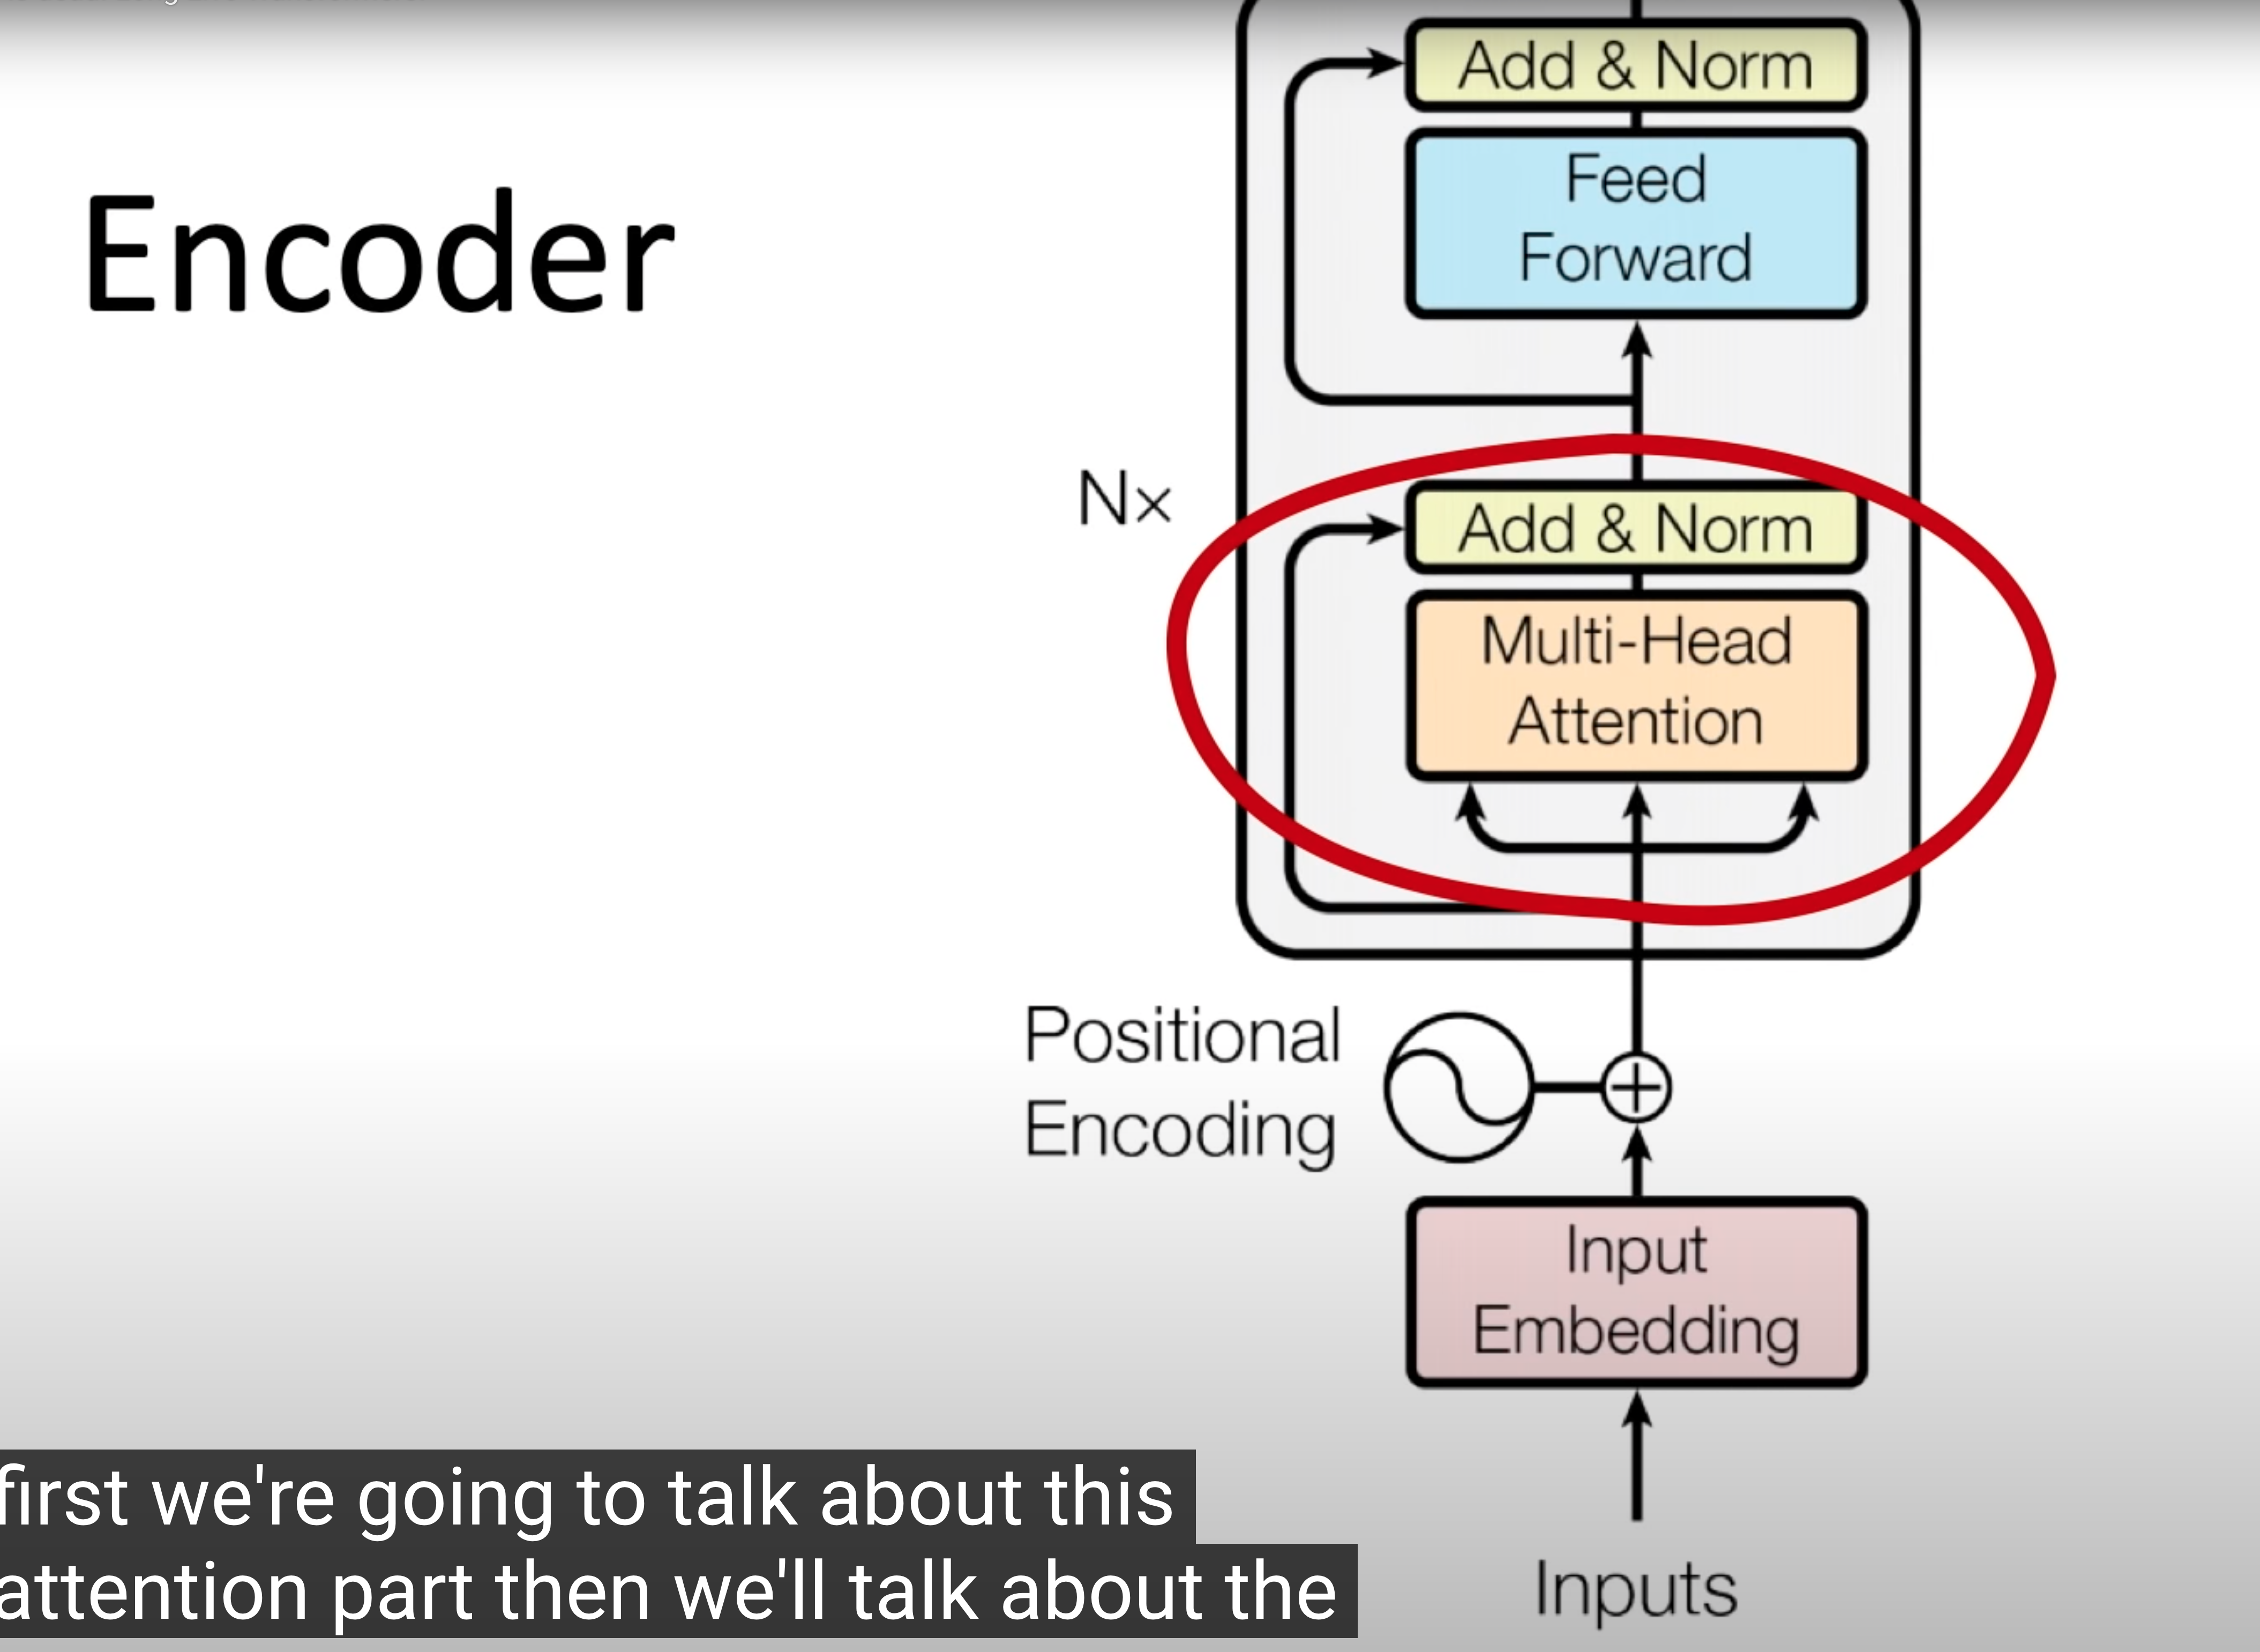 Encoder
Add & Norm
Feed
Forward
N×
Add & Norm
Multi-Head
Attention
Positional
Encoding
Input
Embedding
Inputs
first we're going to talk about this
attention part then we'll talk about the